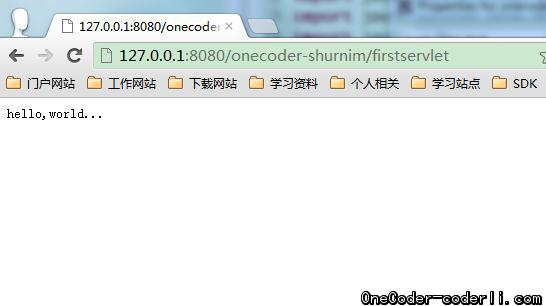 import
127.0.0.1:8080/onecoder
127.0.0.1:8080/onecoder-shurnim/firstservlet
门户网站 工作网站 下载网站 学习资料 个人相关 学习站点 SDK
hello,world...
OneCoder-coderli.com